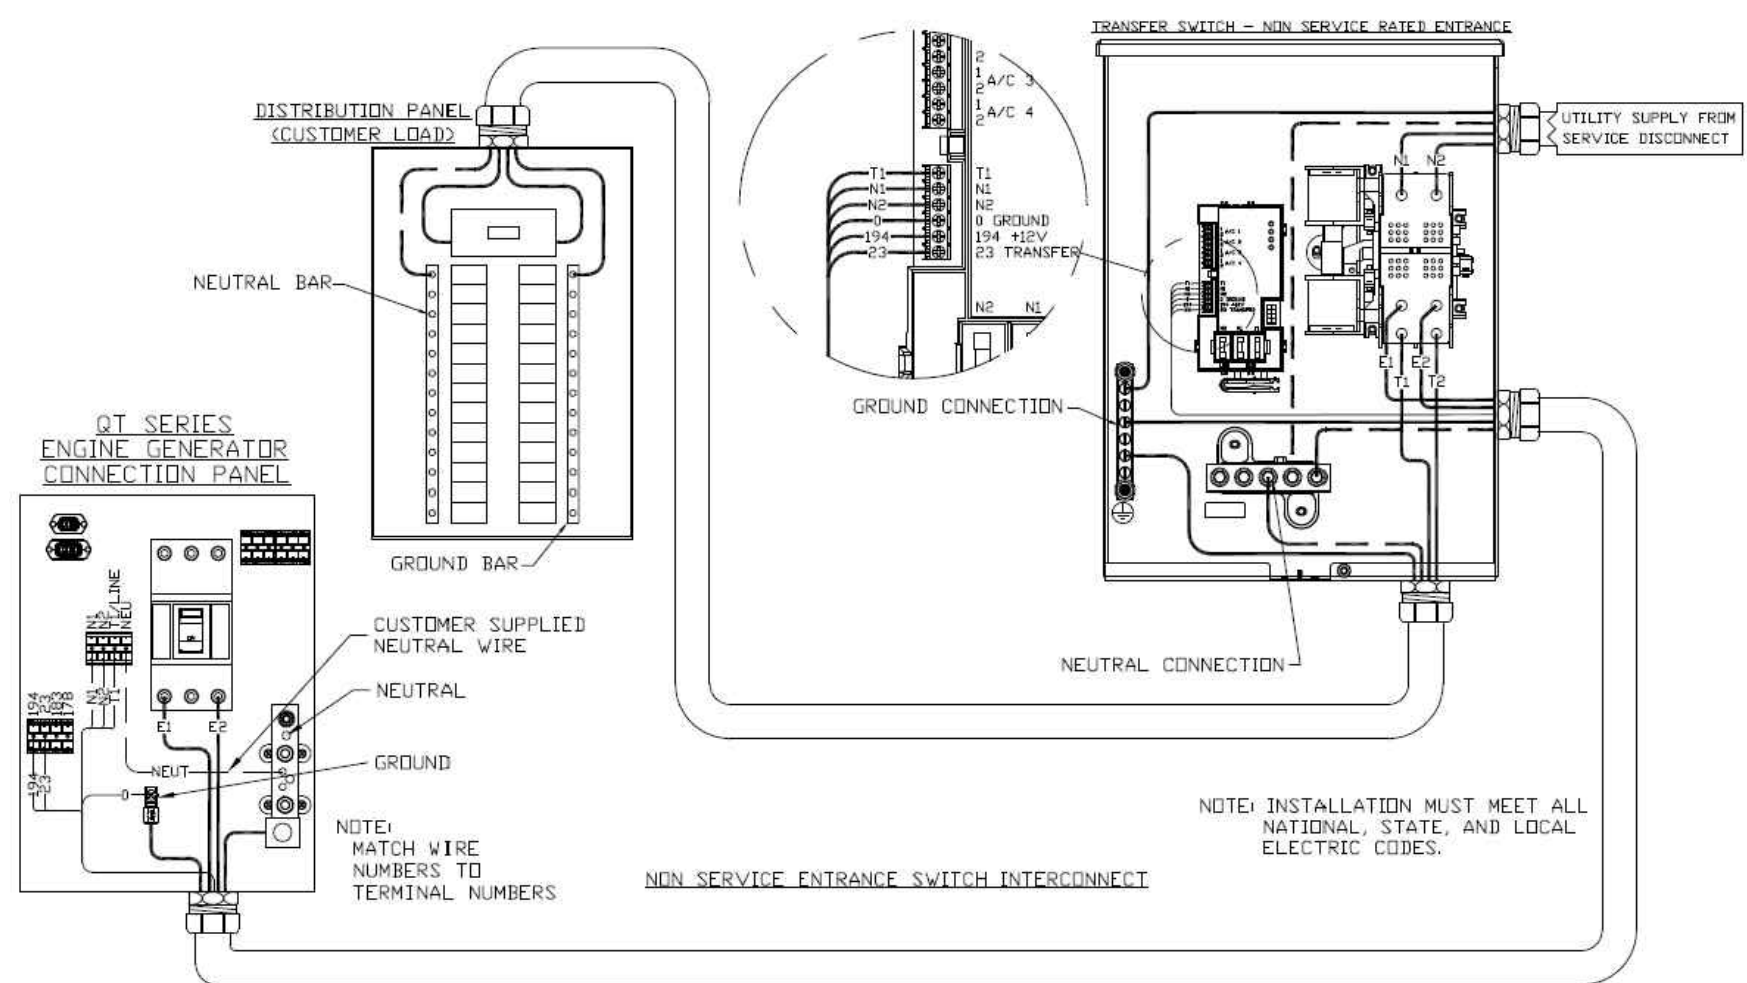 TRANSFER SWITCH - NON SERVICE RATED ENTRANCE
DISTRIBUTION PANEL
(CUSTOMER LOAD)
2
1
A/C 3
2
1
A/C 4
2
T1
N1
N2
0
194
23
T1
N1
N2
0 GROUND
194 +12V
23 TRANSFER
N2 N1
UTILITY SUPPLY FROM
SERVICE DISCONNECT
N1 N2
E1 E2
T1 T2
NEUTRAL BAR
GROUND BAR
GROUND CONNECTION
NEUTRAL CONNECTION
QT SERIES
ENGINE GENERATOR
CONNECTION PANEL
N1
N2
T1/LINE
NEU
N1
N2
T1
194
23
183
178
194
23
E1 E2
NEUT
0
CUSTOMER SUPPLIED
NEUTRAL WIRE
NEUTRAL
GROUND
NOTE:
MATCH WIRE
NUMBERS TO
TERMINAL NUMBERS
NON SERVICE ENTRANCE SWITCH INTERCONNECT
NOTE: INSTALLATION MUST MEET ALL
NATIONAL, STATE, AND LOCAL
ELECTRIC CODES.